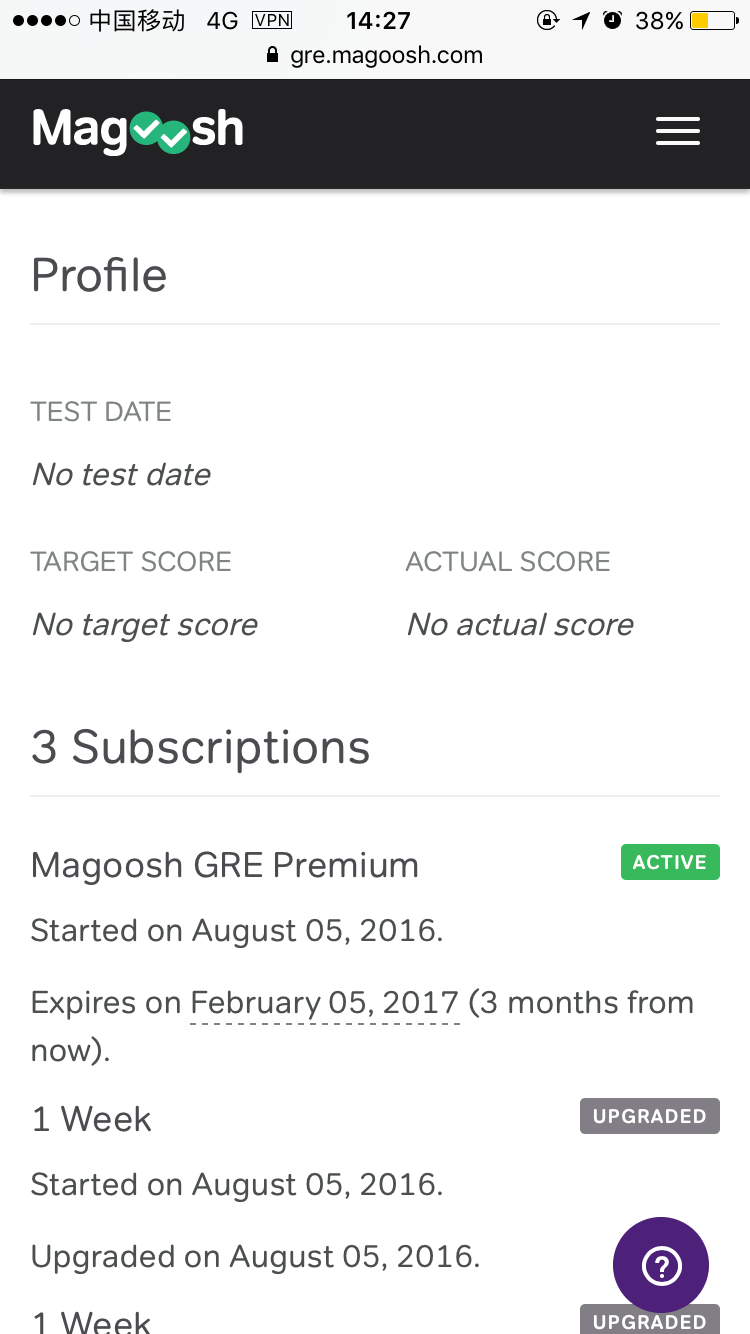 中国移动 4G VPN 14:27 38%
gre.magoosh.com
Magoosh
Profile
TEST DATE
No test date
TARGET SCORE ACTUAL SCORE
No target score No actual score
3 Subscriptions
Magoosh GRE Premium ACTIVE
Started on August 05, 2016.
Expires on February 05, 2017 (3 months from
now).
1 Week UPGRADED
Started on August 05, 2016.
Upgraded on August 05, 2016.
?
1 Week UPGRADED